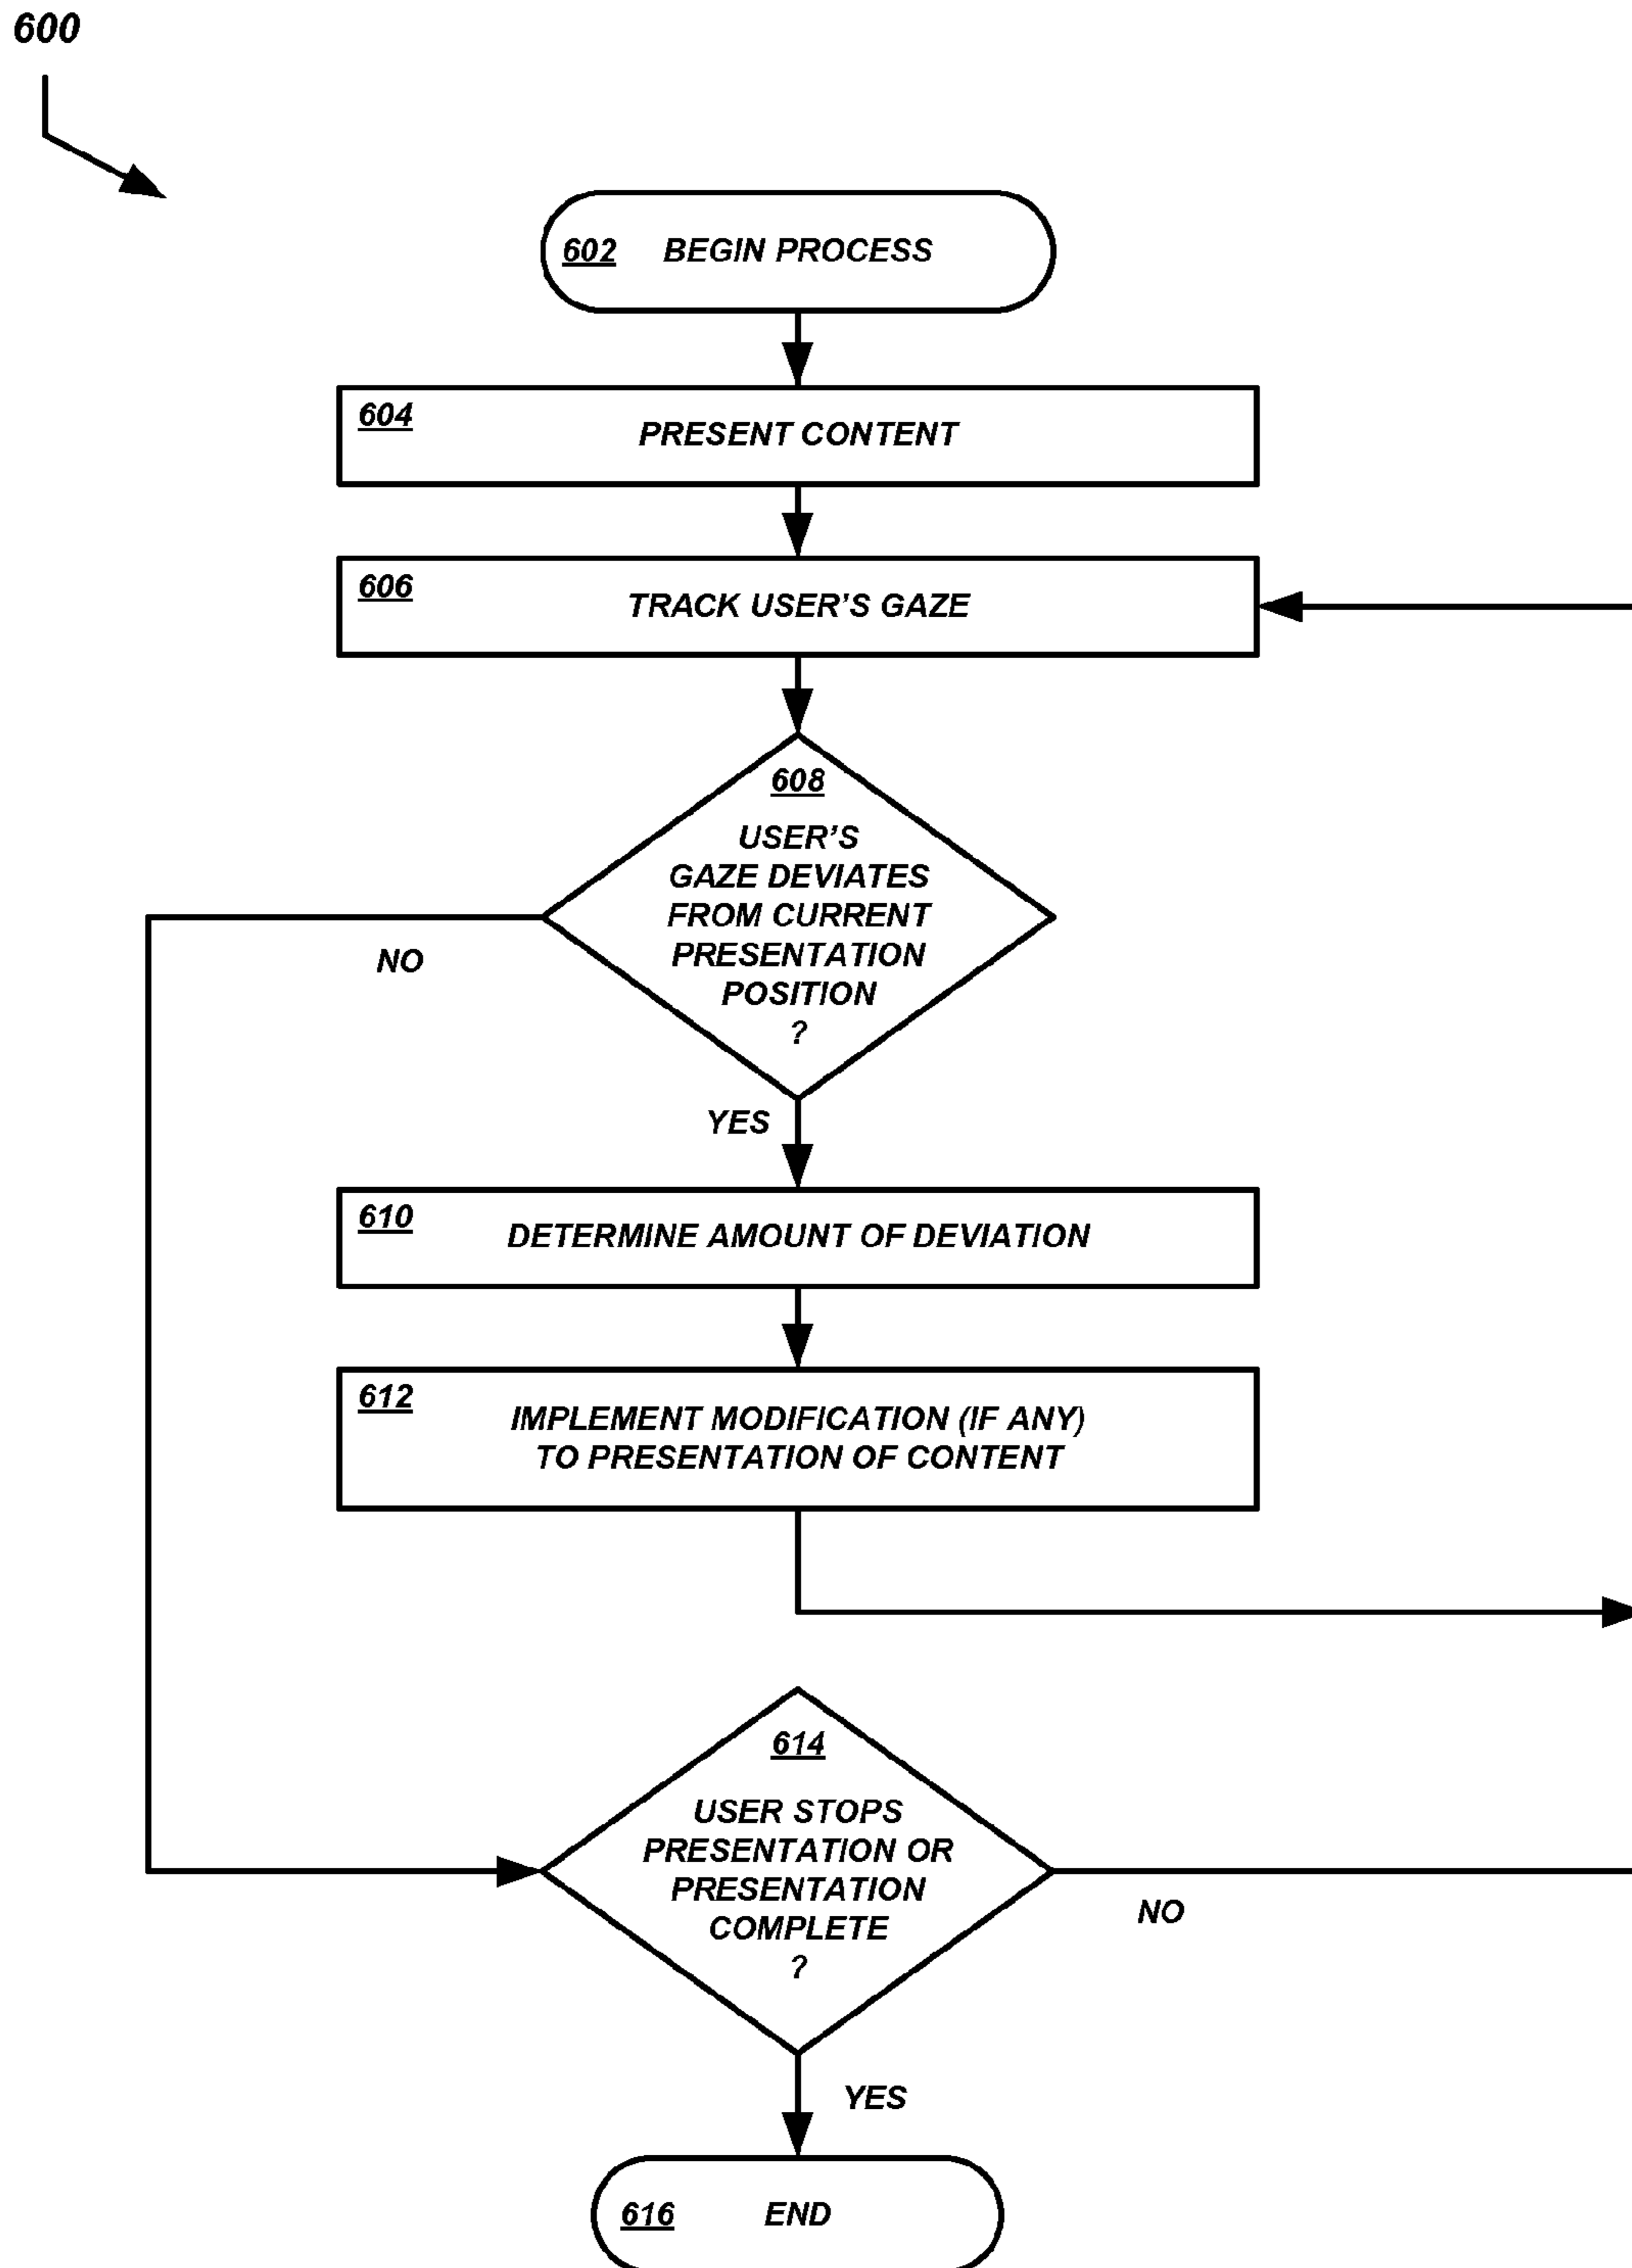 600
602 BEGIN PROCESS
604
PRESENT CONTENT
606
TRACK USER'S GAZE
608
USER'S
GAZE DEVIATES
FROM CURRENT
PRESENTATION
POSITION
?
NO
YES
610
DETERMINE AMOUNT OF DEVIATION
612
IMPLEMENT MODIFICATION (IF ANY)
TO PRESENTATION OF CONTENT
614
USER STOPS
PRESENTATION OR
PRESENTATION
COMPLETE
?
NO
YES
616 END